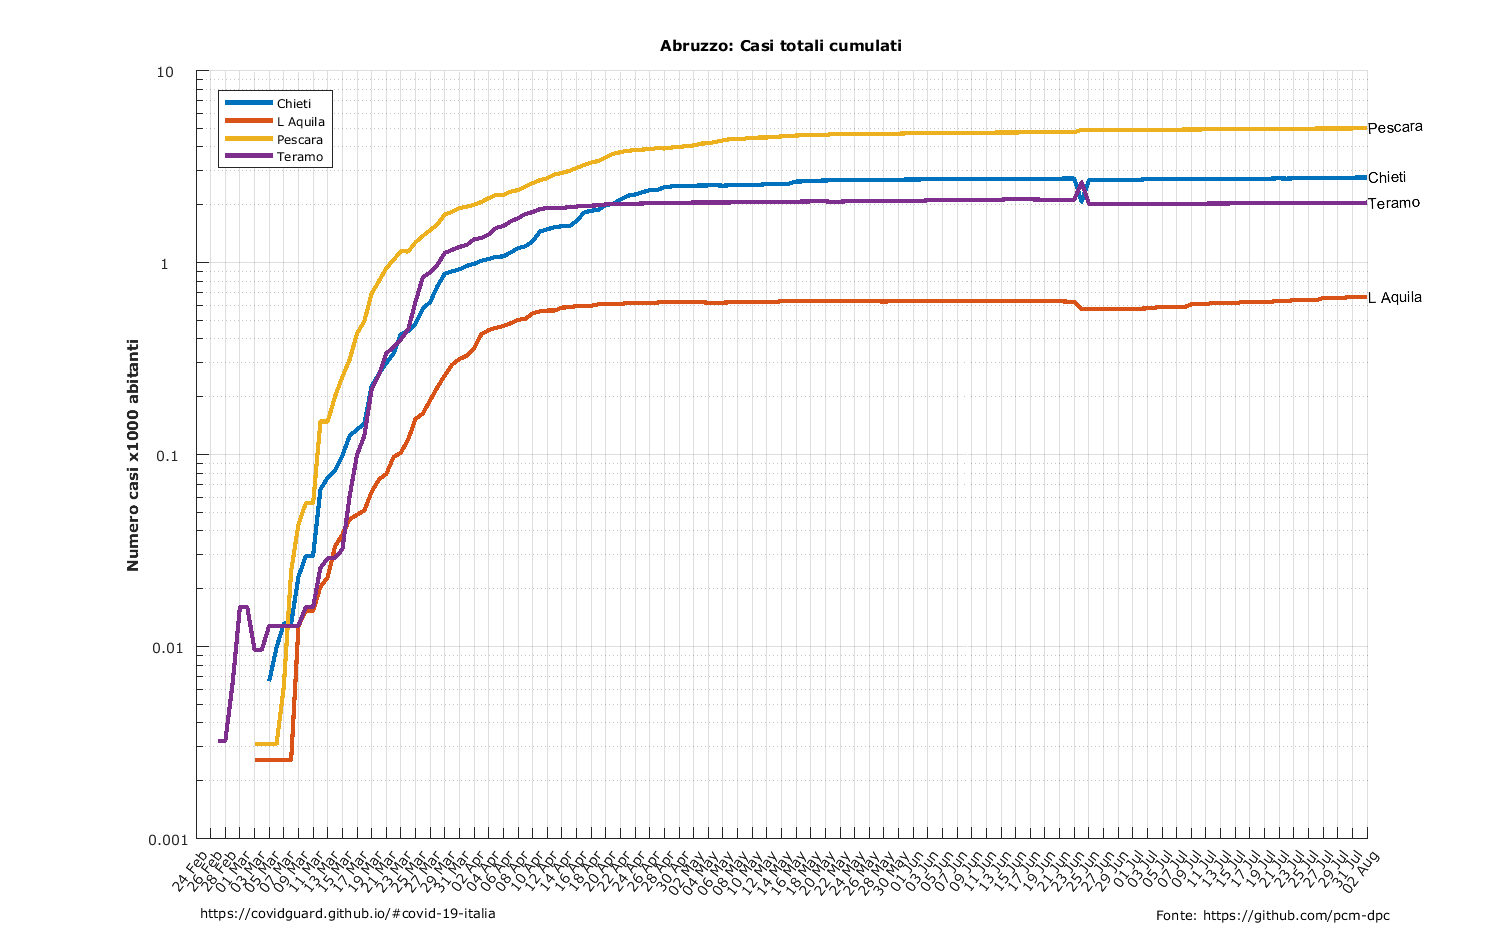 Abruzzo: Casi totali cumulati
10
1
0.1
0.01
0.001
Numero casi x1000 abitanti
Chieti
L Aquila
Pescara
Teramo
Pescara
Chieti
Teramo
L Aquila
24 Feb
26 Feb
28 Feb
01 Mar
03 Mar
05 Mar
07 Mar
09 Mar
11 Mar
13 Mar
15 Mar
17 Mar
19 Mar
21 Mar
23 Mar
25 Mar
27 Mar
29 Mar
31 Mar
02 Apr
04 Apr
06 Apr
08 Apr
10 Apr
12 Apr
14 Apr
16 Apr
18 Apr
20 Apr
22 Apr
24 Apr
26 Apr
28 Apr
30 Apr
02 May
04 May
06 May
08 May
10 May
12 May
14 May
16 May
18 May
20 May
22 May
24 May
26 May
28 May
30 May
01 Jun
03 Jun
05 Jun
07 Jun
09 Jun
11 Jun
13 Jun
15 Jun
17 Jun
19 Jun
21 Jun
23 Jun
25 Jun
27 Jun
29 Jun
01 Jul
03 Jul
05 Jul
07 Jul
09 Jul
11 Jul
13 Jul
15 Jul
17 Jul
19 Jul
21 Jul
23 Jul
25 Jul
27 Jul
29 Jul
31 Jul
02 Aug
https://covidguard.github.io/#covid-19-italia
Fonte: https://github.com/pcm-dpc